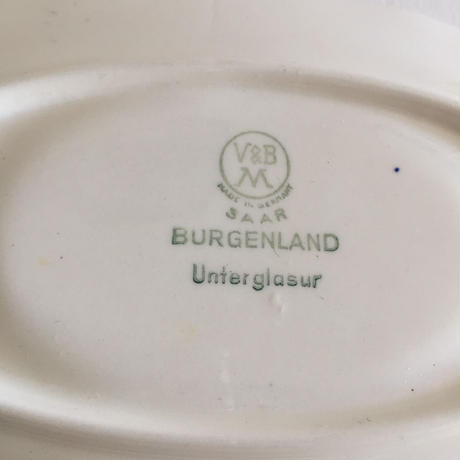 V&B
M
MADE IN GERMANY
SAAR
BURGENLAND
Unterglasur